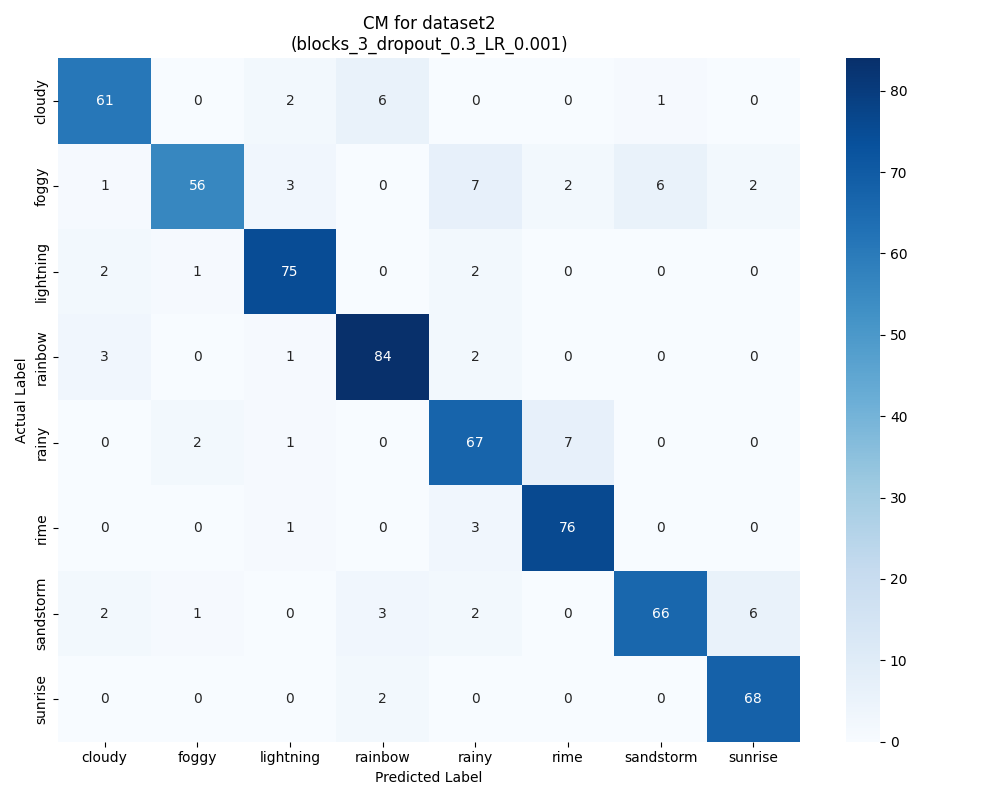 CM for dataset2
(blocks_3_dropout_0.3_LR_0.001)
Actual Label
cloudy 61 0 2 6 0 0 1 0
foggy 1 56 3 0 7 2 6 2
lightning 2 1 75 0 2 0 0 0
rainbow 3 0 1 84 2 0 0 0
rainy 0 2 1 0 67 7 0 0
rime 0 0 1 0 3 76 0 0
sandstorm 2 1 0 3 2 0 66 6
sunrise 0 0 0 2 0 0 0 68
cloudy foggy lightning rainbow rainy rime sandstorm sunrise
Predicted Label
80
70
60
50
40
30
20
10
0